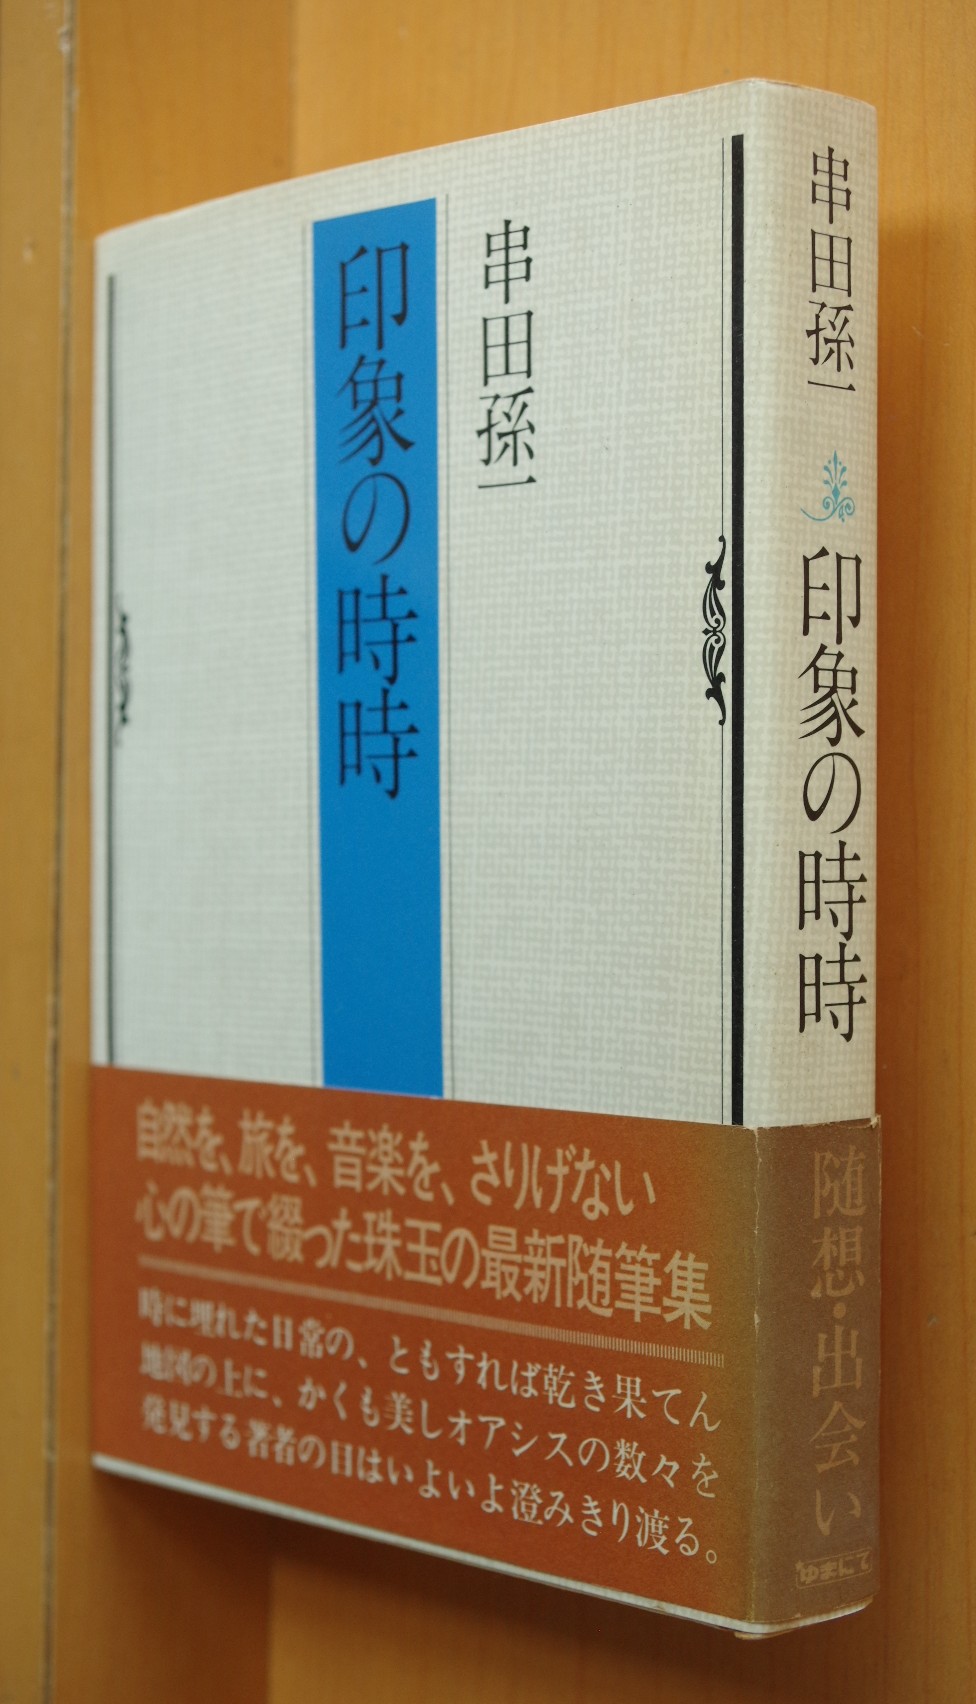 串田孫一
印象の時時
自然を、旅を、音楽を、さりげない
心の筆で綴った珠玉の最新随筆集
時に埋れた日常の、ともすれば乾き果てん
地図の上に、かくも美しオアシスの数々を
発見する著者の目はいよいよ澄みきり渡る。
串田孫一
印象の時時
随想・出会い
ゆまにて